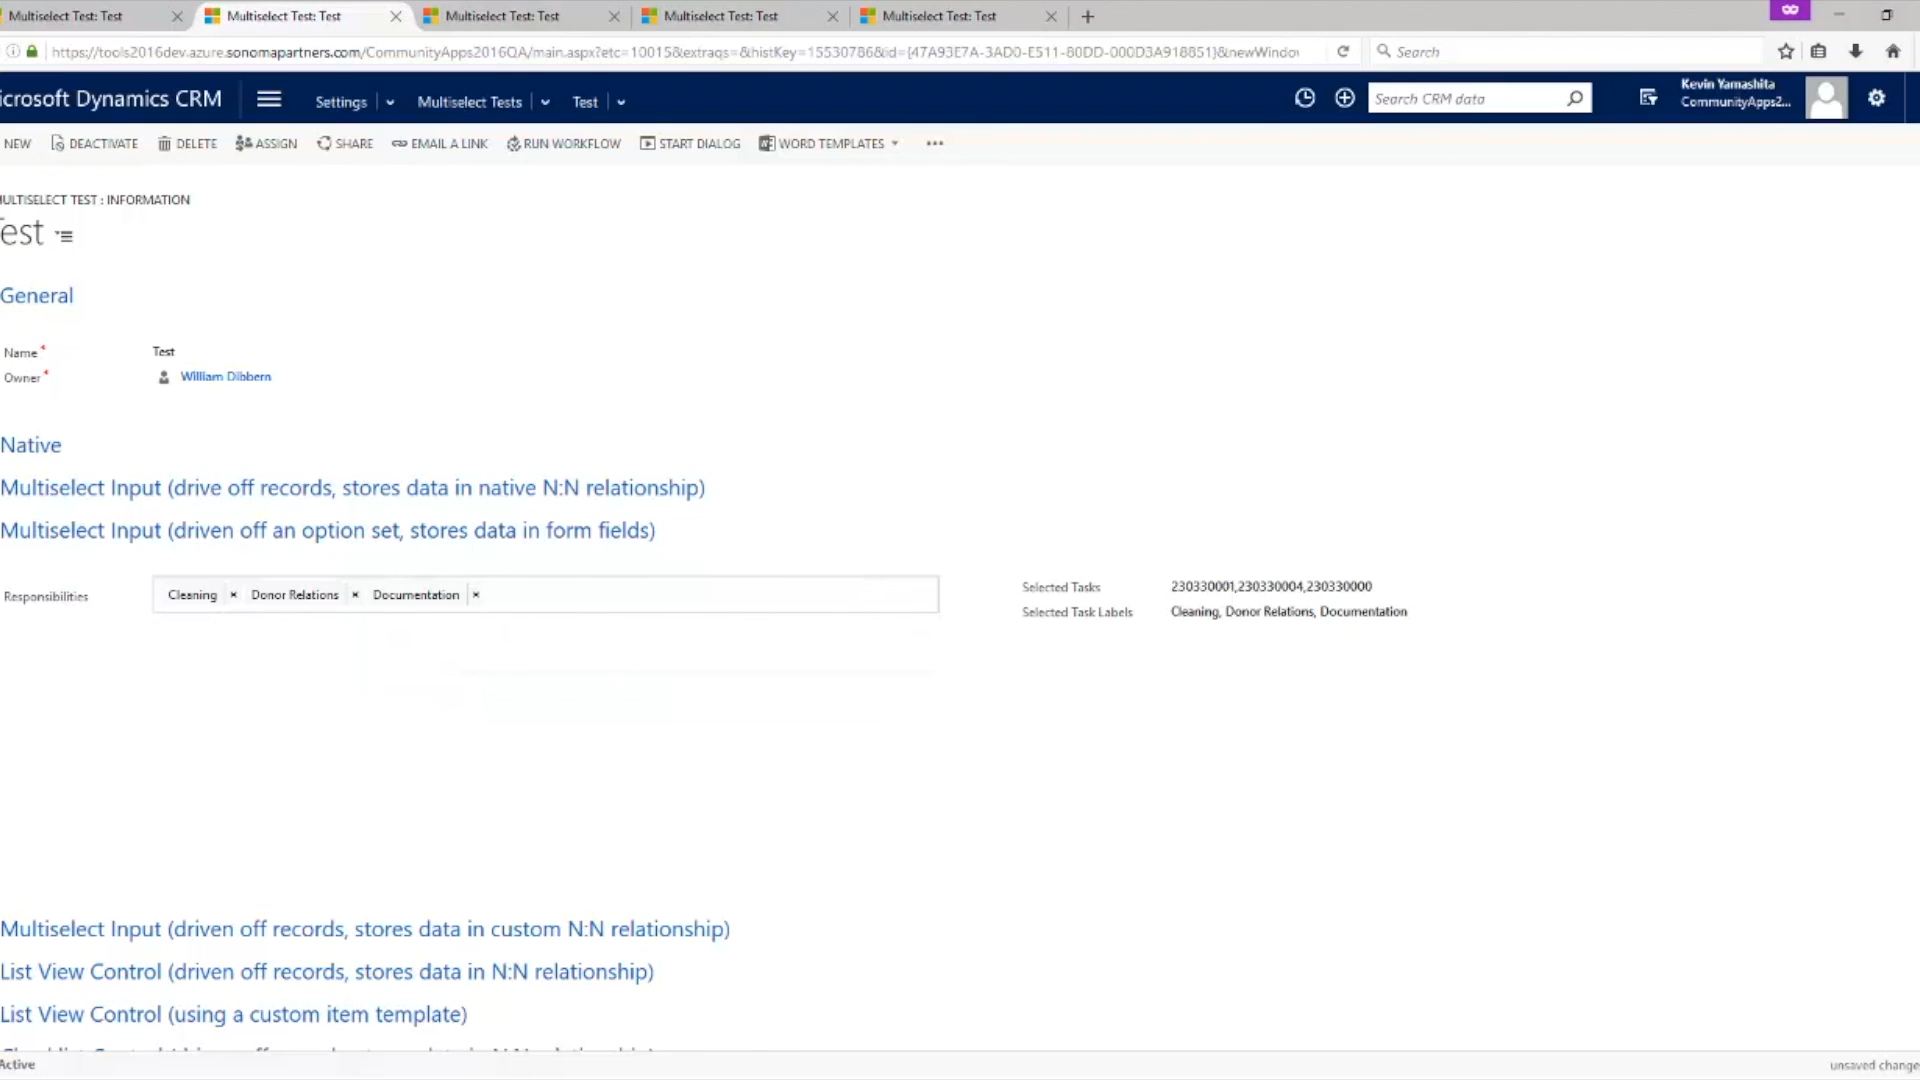 Multiselect Test: Test
Multiselect Test: Test
Multiselect Test: Test
Multiselect Test: Test
Multiselect Test: Test
https://tools2016dev.azure.sonomapartners.com/CommunityApps2016QA/main.aspx?etc=10015&extraqs=&histKey=15530786&id={47A93E7A-3AD0-E511-80DD-000D3A918851}&newWindov
Search
icrosoft Dynamics CRM
Settings
Multiselect Tests
Test
Search CRM data
Kevin Yamashita
CommunityApps2...
NEW
DEACTIVATE
DELETE
ASSIGN
SHARE
EMAIL A LINK
RUN WORKFLOW
START DIALOG
WORD TEMPLATES
•••
ULTISELECT TEST : INFORMATION
est
General
Name *
Test
Owner *
William Dibbern
Native
Multiselect Input (drive off records, stores data in native N:N relationship)
Multiselect Input (driven off an option set, stores data in form fields)
Responsibilities
Cleaning × Donor Relations × Documentation ×
Selected Tasks
230330001,230330004,230330000
Selected Task Labels
Cleaning, Donor Relations, Documentation
Multiselect Input (driven off records, stores data in custom N:N relationship)
List View Control (driven off records, stores data in N:N relationship)
List View Control (using a custom item template)
Active
unsaved change